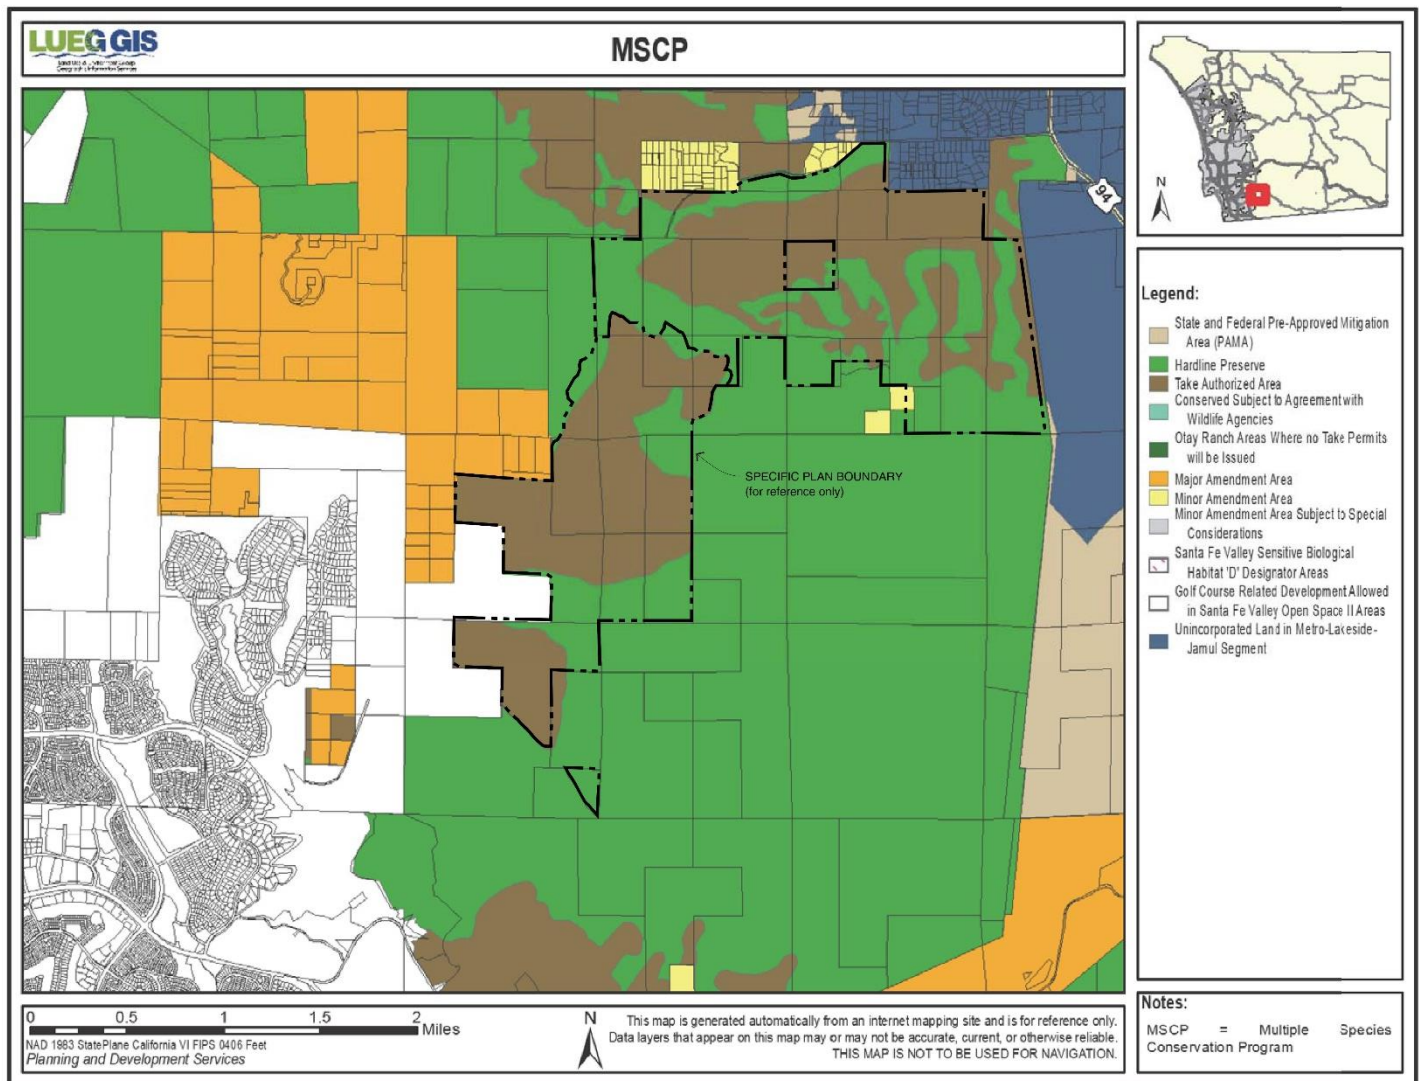 LUEG GIS
Land Use & Environment Group
Geographic Information Services
MSCP
94
SPECIFIC PLAN BOUNDARY
(for reference only)
N
Legend:
State and Federal Pre-Approved Mitigation
Area (PAMA)
Hardline Preserve
Take Authorized Area
Conserved Subject to Agreement with
Wildlife Agencies
Otay Ranch Areas Where no Take Permits
will be Issued
Major Amendment Area
Minor Amendment Area
Minor Amendment Area Subject to Special
Considerations
Santa Fe Valley Sensitive Biological
Habitat 'D' Designator Areas
Golf Course Related Development Allowed
in Santa Fe Valley Open Space II Areas
Unincorporated Land in Metro-Lakeside-
Jamul Segment
0 0.5 1 1.5 2
Miles
NAD 1983 StatePlane California VI FIPS 0406 Feet
Planning and Development Services
N
This map is generated automatically from an internet mapping site and is for reference only.
Data layers that appear on this map may or may not be accurate, current, or otherwise reliable.
THIS MAP IS NOT TO BE USED FOR NAVIGATION.
Notes:
MSCP = Multiple Species
Conservation Program